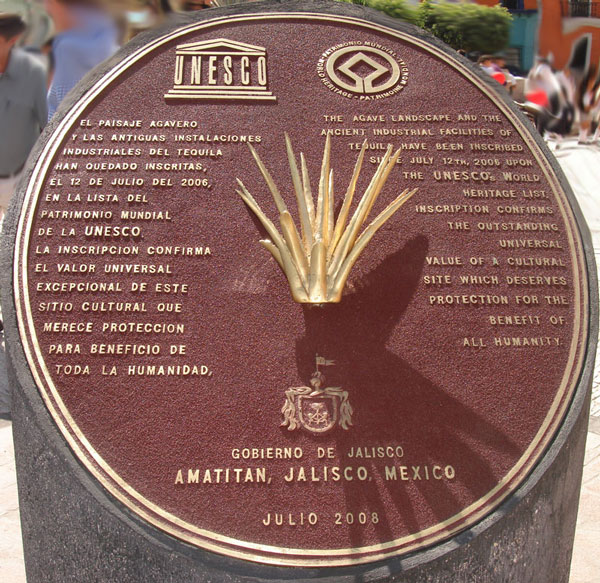 UNESCO
PATRIMONIO MUNDIAL
WORLD HERITAGE
PATRIMOINE MONDIAL
EL PAISAJE AGAVERO
Y LAS ANTIGUAS INSTALACIONES
INDUSTRIALES DEL TEQUILA
HAN QUEDADO INSCRITAS,
EL 12 DE JULIO DEL 2006,
EN LA LISTA DEL
PATRIMONIO MUNDIAL
DE LA UNESCO.
LA INSCRIPCION CONFIRMA
EL VALOR UNIVERSAL
EXCEPCIONAL DE ESTE
SITIO CULTURAL QUE
MERECE PROTECCION
PARA BENEFICIO DE
TODA LA HUMANIDAD,
THE AGAVE LANDSCAPE AND THE
ANCIENT INDUSTRIAL FACILITIES OF
TEQUILA HAVE BEEN INSCRIBED
SINCE JULY 12TH, 2006 UPON
THE UNESCO, WORLD
HERITAGE LIST.
INSCRIPTION CONFIRMS
THE OUTSTANDING
UNIVERSAL
VALUE OF A CULTURAL
SITE WHICH DESERVES
PROTECTION FOR THE
BENEFIT OF
ALL HUMANITY.
GOBIERNO DE JALISCO
AMATITAN, JALISCO, MEXICO
JULIO 2008